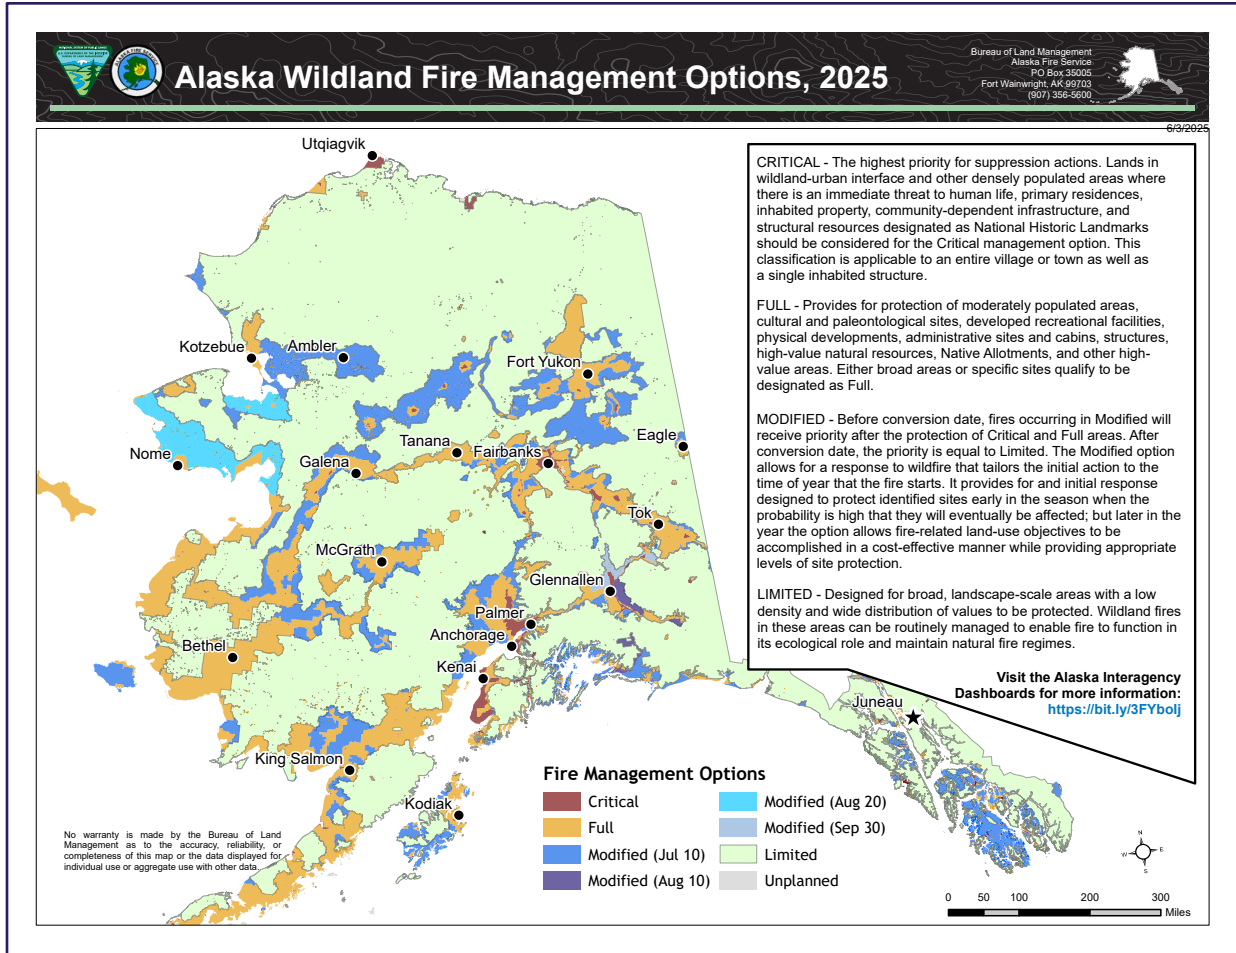 Alaska Wildland Fire Management Options, 2025
Bureau of Land Management
Alaska Fire Service
PO Box 35005
Fort Wainwright, AK 99703
(907) 356-5600
6/3/2025
CRITICAL - The highest priority for suppression actions. Lands in
wildland-urban interface and other densely populated areas where
there is an immediate threat to human life, primary residences,
inhabited property, community-dependent infrastructure, and
structural resources designated as National Historic Landmarks
should be considered for the Critical management option. This
classification is applicable to an entire village or town as well as
a single inhabited structure.
FULL - Provides for protection of moderately populated areas,
cultural and paleontological sites, developed recreational facilities,
physical developments, administrative sites and cabins, structures,
high-value natural resources, Native Allotments, and other high-
value areas. Either broad areas or specific sites qualify to be
designated as Full.
MODIFIED - Before conversion date, fires occurring in Modified will
receive priority after the protection of Critical and Full areas. After
conversion date, the priority is equal to Limited. The Modified option
allows for a response to wildfire that tailors the initial action to the
time of year that the fire starts. It provides for and initial response
designed to protect identified sites early in the season when the
probability is high that they will eventually be affected; but later in the
year the option allows fire-related land-use objectives to be
accomplished in a cost-effective manner while providing appropriate
levels of site protection.
LIMITED - Designed for broad, landscape-scale areas with a low
density and wide distribution of values to be protected. Wildland fires
in these areas can be routinely managed to enable fire to function in
its ecological role and maintain natural fire regimes.
Visit the Alaska Interagency
Dashboards for more information:
https://bit.ly/3FYbolj
Utqiagvik
Kotzebue
Ambler
Fort Yukon
Eagle
Tanana
Fairbanks
Nome
Galena
Tok
McGrath
Glennallen
Palmer
Anchorage
Bethel
Kenai
Juneau
King Salmon
Kodiak
Fire Management Options
Critical
Full
Modified (Jul 10)
Modified (Aug 10)
Modified (Aug 20)
Modified (Sep 30)
Limited
Unplanned
No warranty is made by the Bureau of Land
Management as to the accuracy, reliability, or
completeness of this map or the data displayed for
individual use or aggregate use with other data.
N
W E
S
0 50 100 200 300
Miles